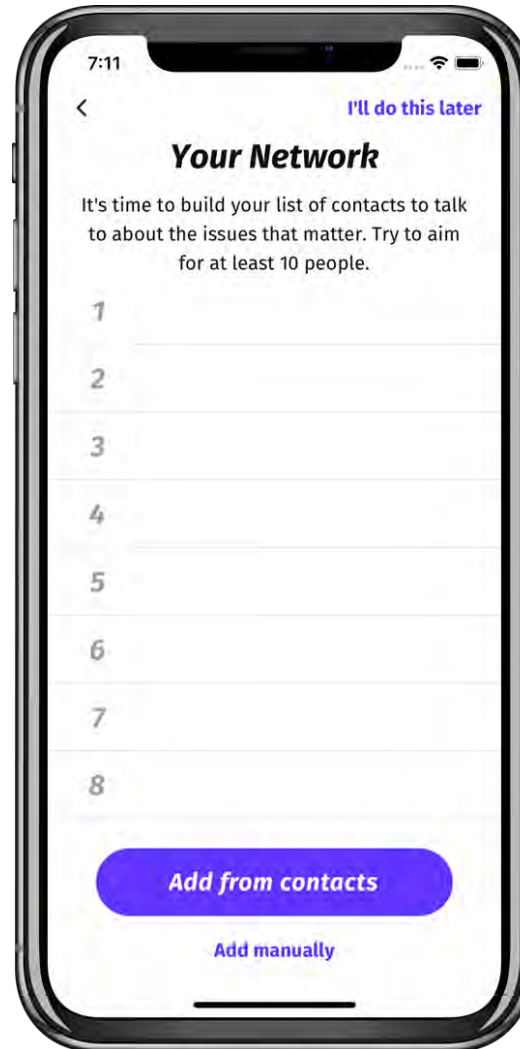 7:11
I'll do this later
Your Network
It's time to build your list of contacts to talk
to about the issues that matter. Try to aim
for at least 10 people.
1
2
3
4
5
6
7
8
Add from contacts
Add manually